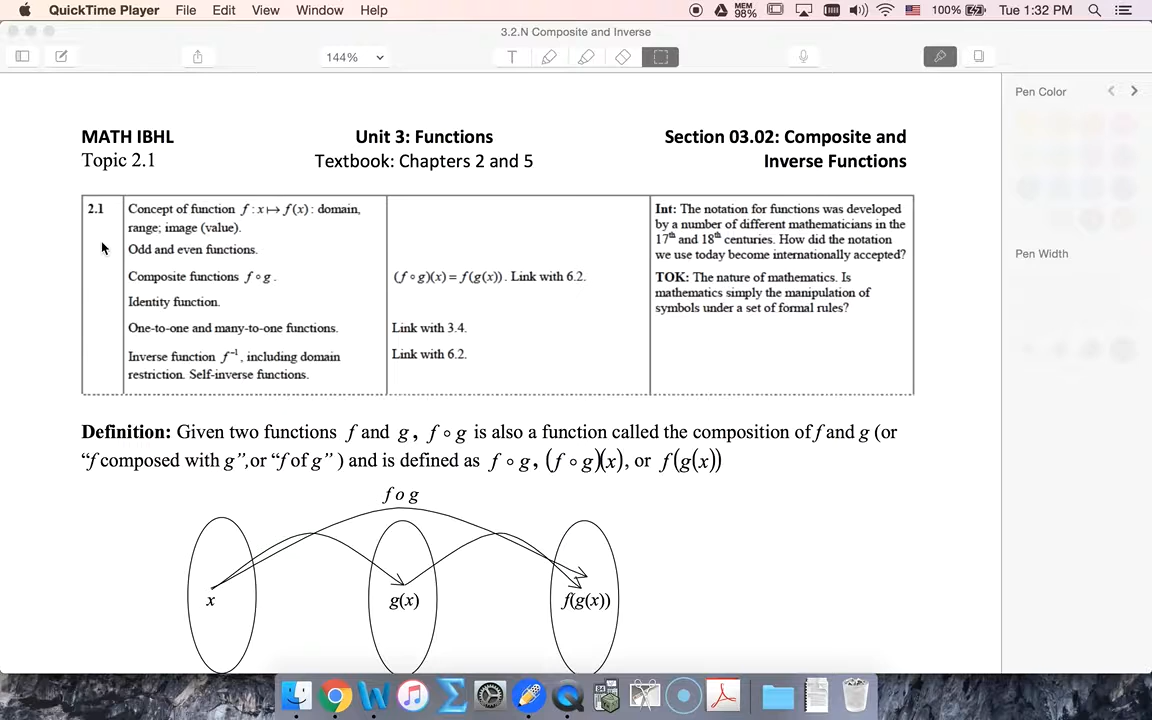 QuickTime Player File Edit View Window Help MEM 98% 100% Tue 1:32 PM
3.2.N Composite and Inverse
144% T
Pen Color
Pen Width
MATH IBHL Unit 3: Functions Section 03.02: Composite and
Topic 2.1 Textbook: Chapters 2 and 5 Inverse Functions
2.1
Concept of function f : x ↦ f(x) : domain,
range; image (value).
Odd and even functions.
Composite functions f ∘ g .
Identity function.
One-to-one and many-to-one functions.
Inverse function f⁻¹, including domain
restriction. Self-inverse functions.
(f ∘ g)(x) = f(g(x)). Link with 6.2.
Link with 3.4.
Link with 6.2.
Int: The notation for functions was developed
by a number of different mathematicians in the
17th and 18th centuries. How did the notation
we use today become internationally accepted?
TOK: The nature of mathematics. Is
mathematics simply the manipulation of
symbols under a set of formal rules?
Definition: Given two functions f and g, f ∘ g is also a function called the composition of f and g (or
“f composed with g”,or “f of g” ) and is defined as f ∘ g, (f ∘ g)(x), or f(g(x))
f o g
x g(x) f(g(x))